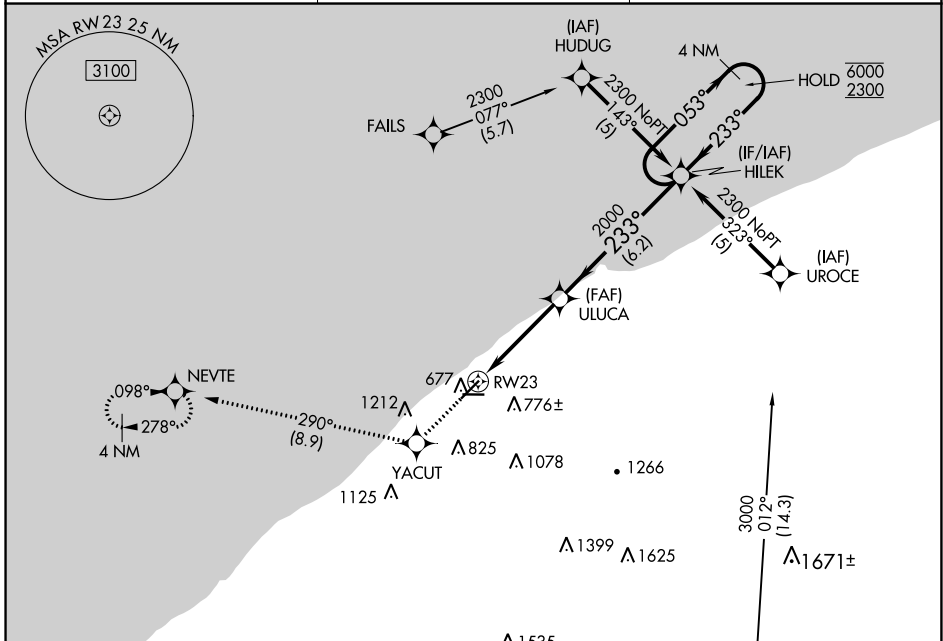 MSA RW23 25 NM
3100
(IAF)
HUDUG
4 NM
HOLD
6000
2300
2300
077°
(5.7)
FAILS
2300 NoPT
143°
(5)
053°
233°
(IF/IAF)
HILEK
2000
233°
(6.2)
2300 NoPT
323°
(5)
(IAF)
UROCE
(FAF)
ULUCA
NEVTE
098°
278°
4 NM
290°
(8.9)
677
RW23
1212
776±
YACUT
825
1078
1266
1125
3000
012°
(14.3)
1399
1625
1671±
1535